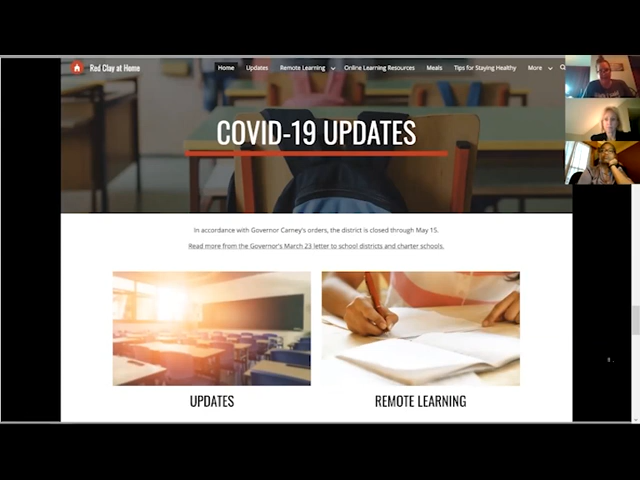 Red Clay at Home
Home Updates Remote Learning Online Learning Resources Meals Tips for Staying Healthy More
COVID-19 UPDATES
In accordance with Governor Carney's orders, the district is closed through May 15.
Read more from the Governor's March 23 letter to school districts and charter schools.
UPDATES
REMOTE LEARNING